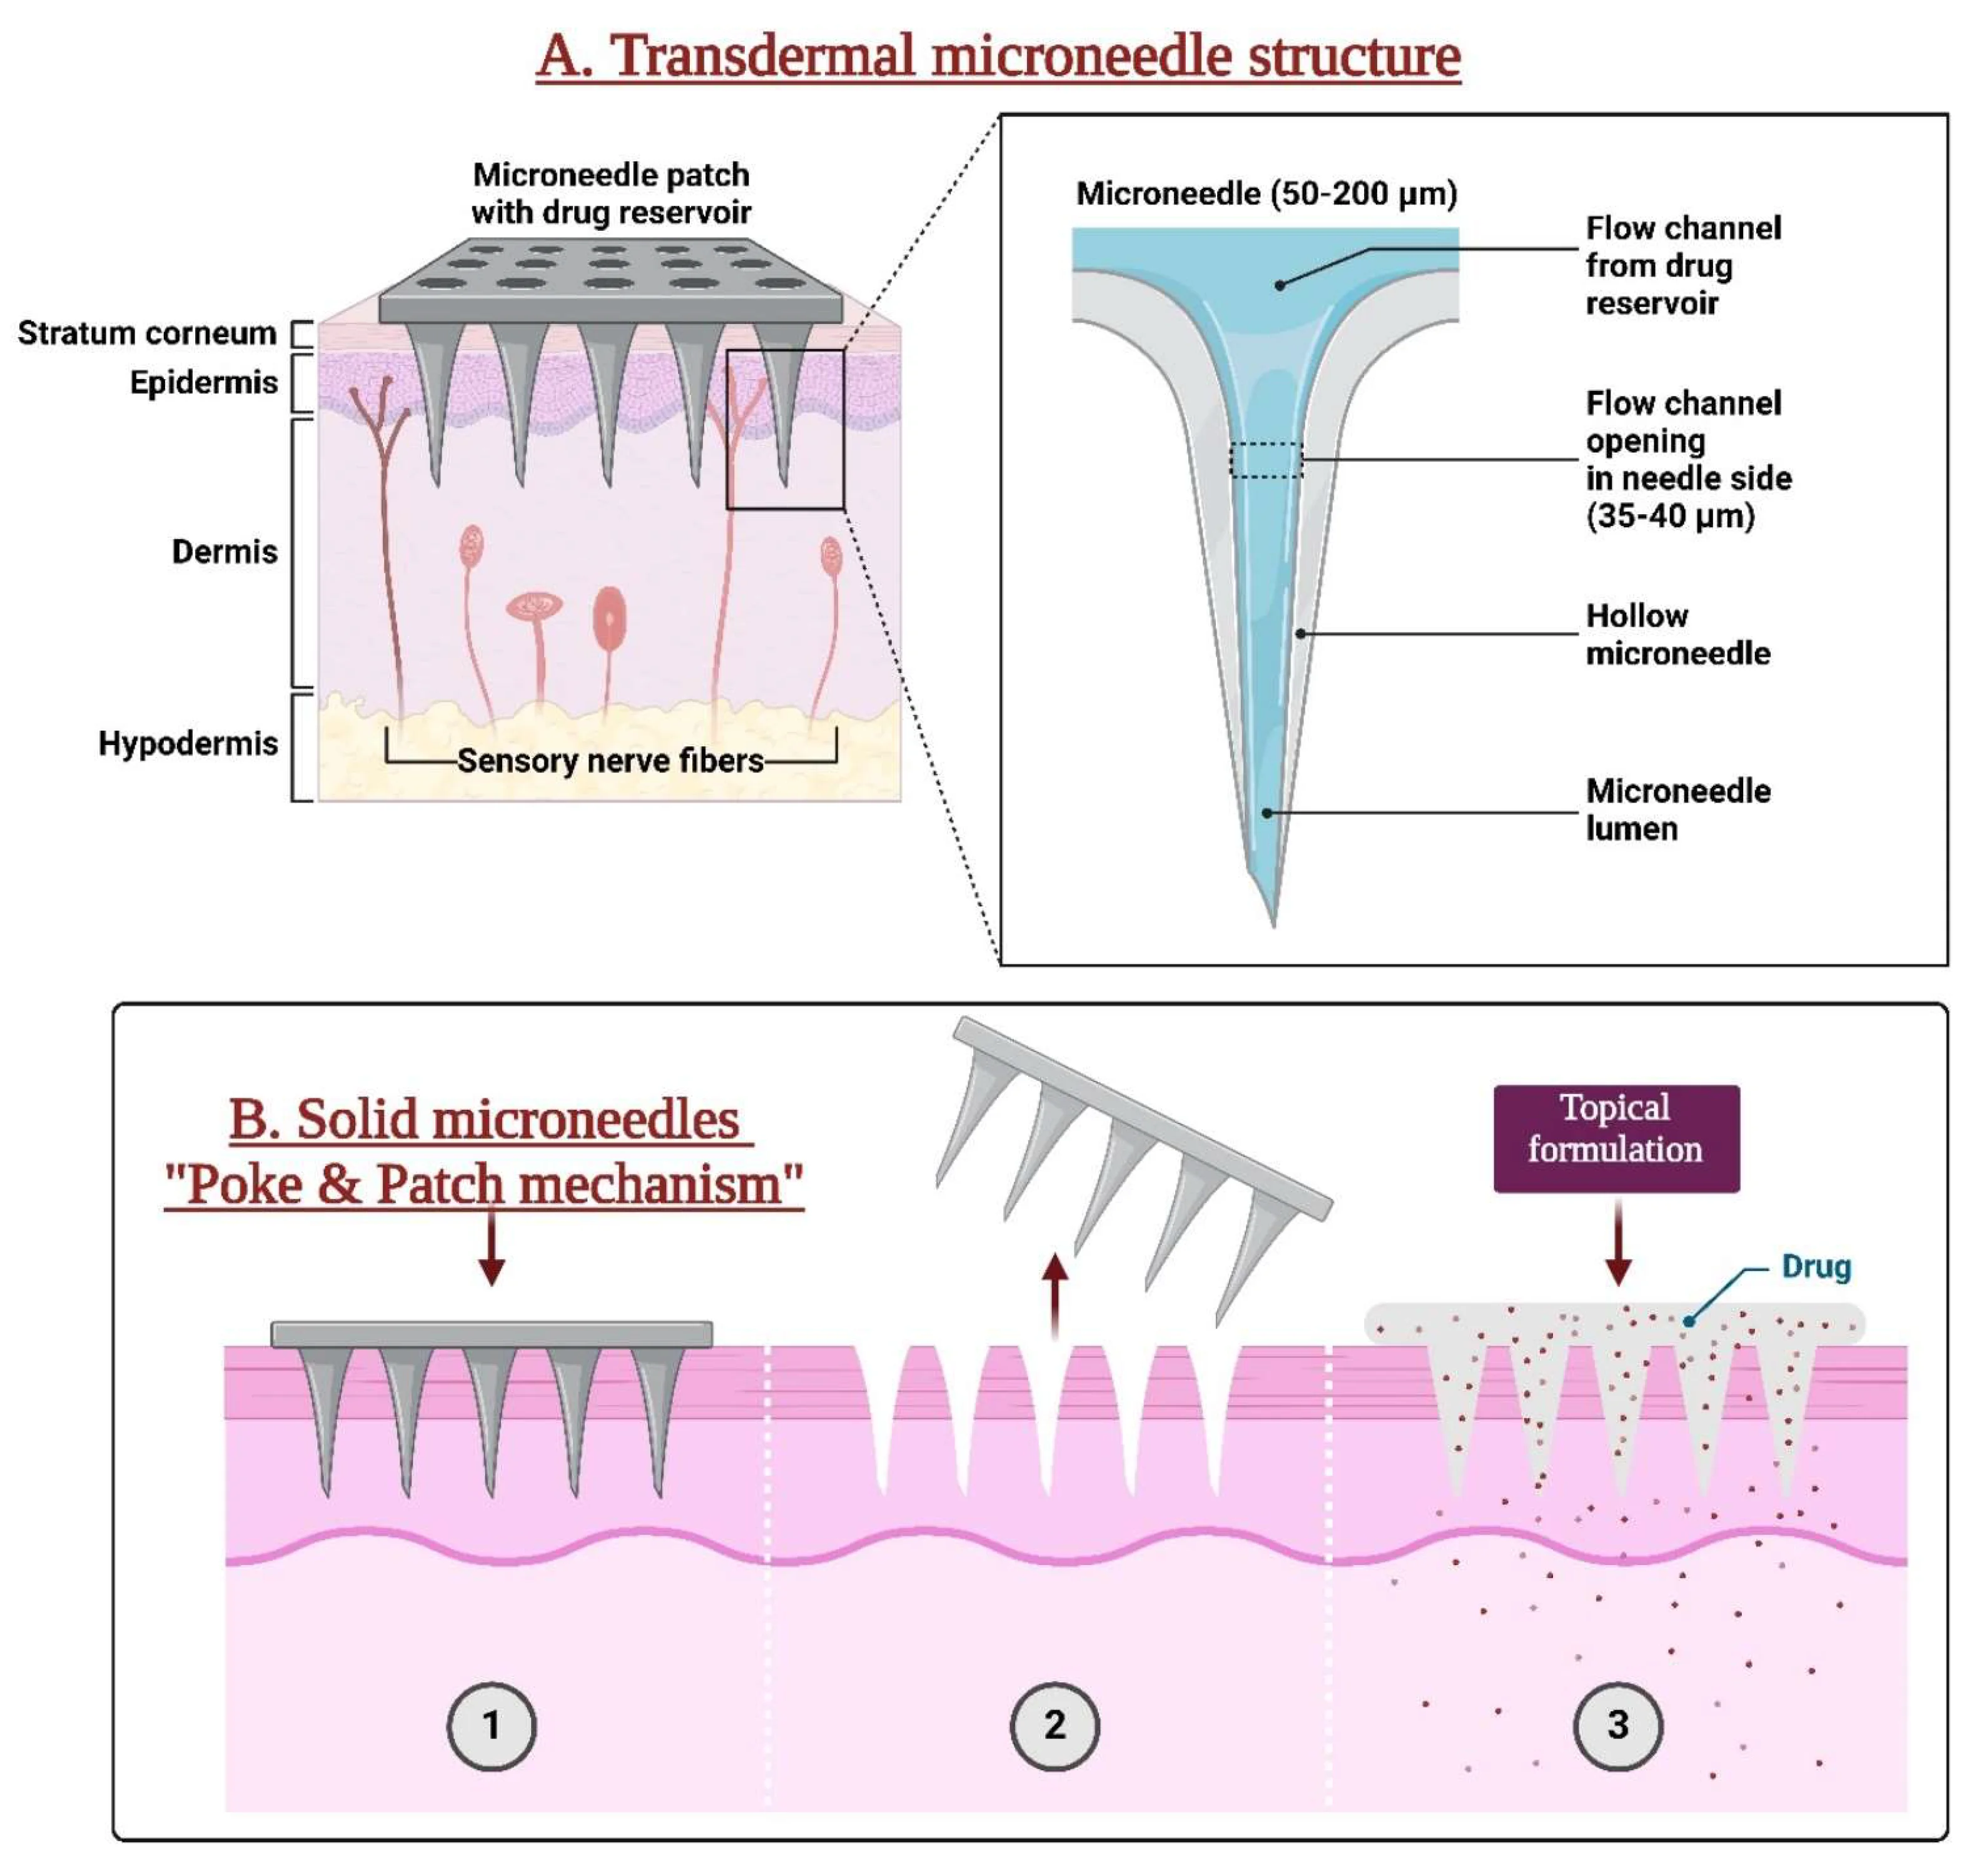 A. Transdermal microneedle structure
Microneedle patch
with drug reservoir
Stratum corneum
Epidermis
Dermis
Hypodermis
Sensory nerve fibers
Microneedle (50-200 μm)
Flow channel
from drug
reservoir
Flow channel
opening
in needle side
(35-40 μm)
Hollow
microneedle
Microneedle
lumen
B. Solid microneedles
"Poke & Patch mechanism"
Topical
formulation
Drug
1
2
3